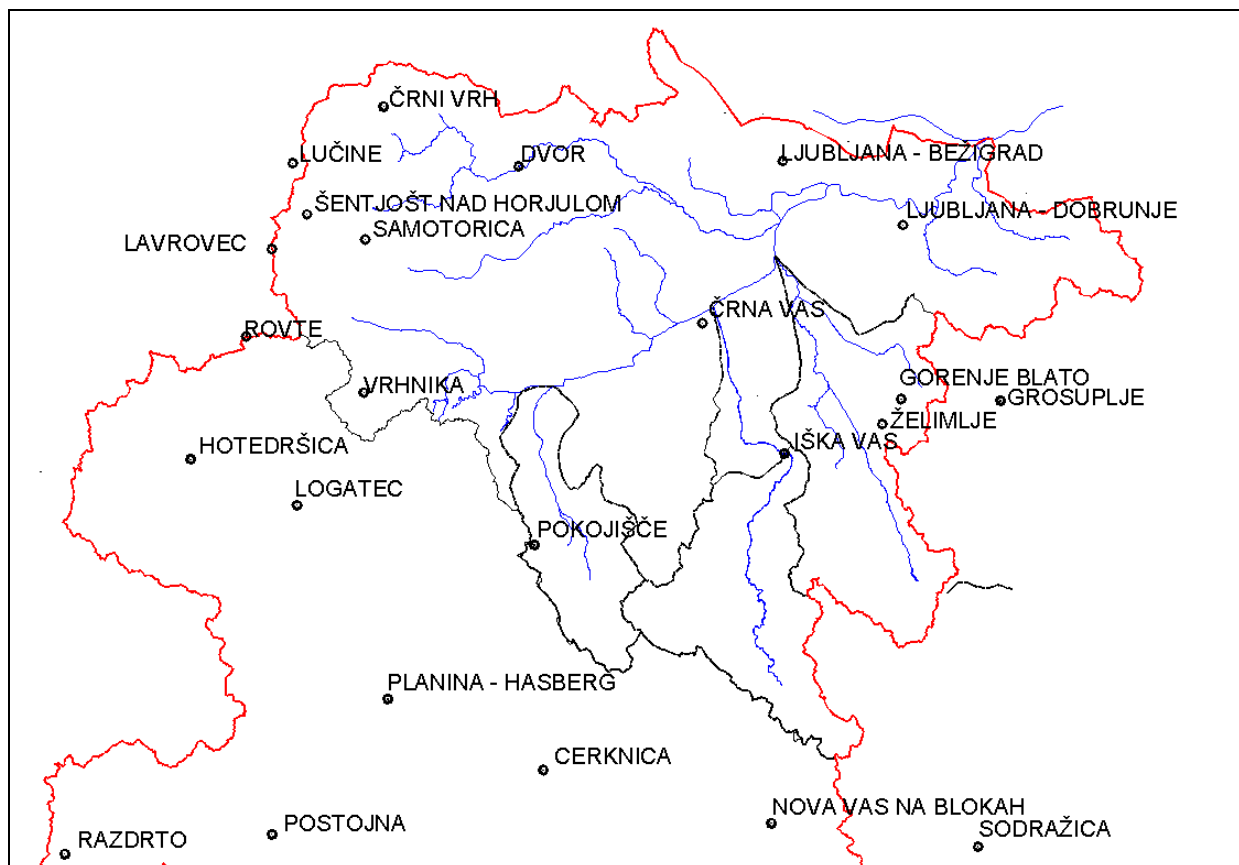 ČRNI VRH
LUČINE
DVOR
LJUBLJANA - BEŽIGRAD
ŠENTJOŠT NAD HORJULOM
LJUBLJANA - DOBRUNJE
SAMOTORICA
LAVROVEC
ČRNA VAS
ROVTE
VRHNIKA
GORENJE BLATO
GROSUPLJE
ŽELIMLJE
HOTEDRŠICA
IŠKA VAS
LOGATEC
POKOJIŠČE
PLANINA - HASBERG
CERKNICA
NOVA VAS NA BLOKAH
POSTOJNA
SODRAŽICA
RAZDRTO